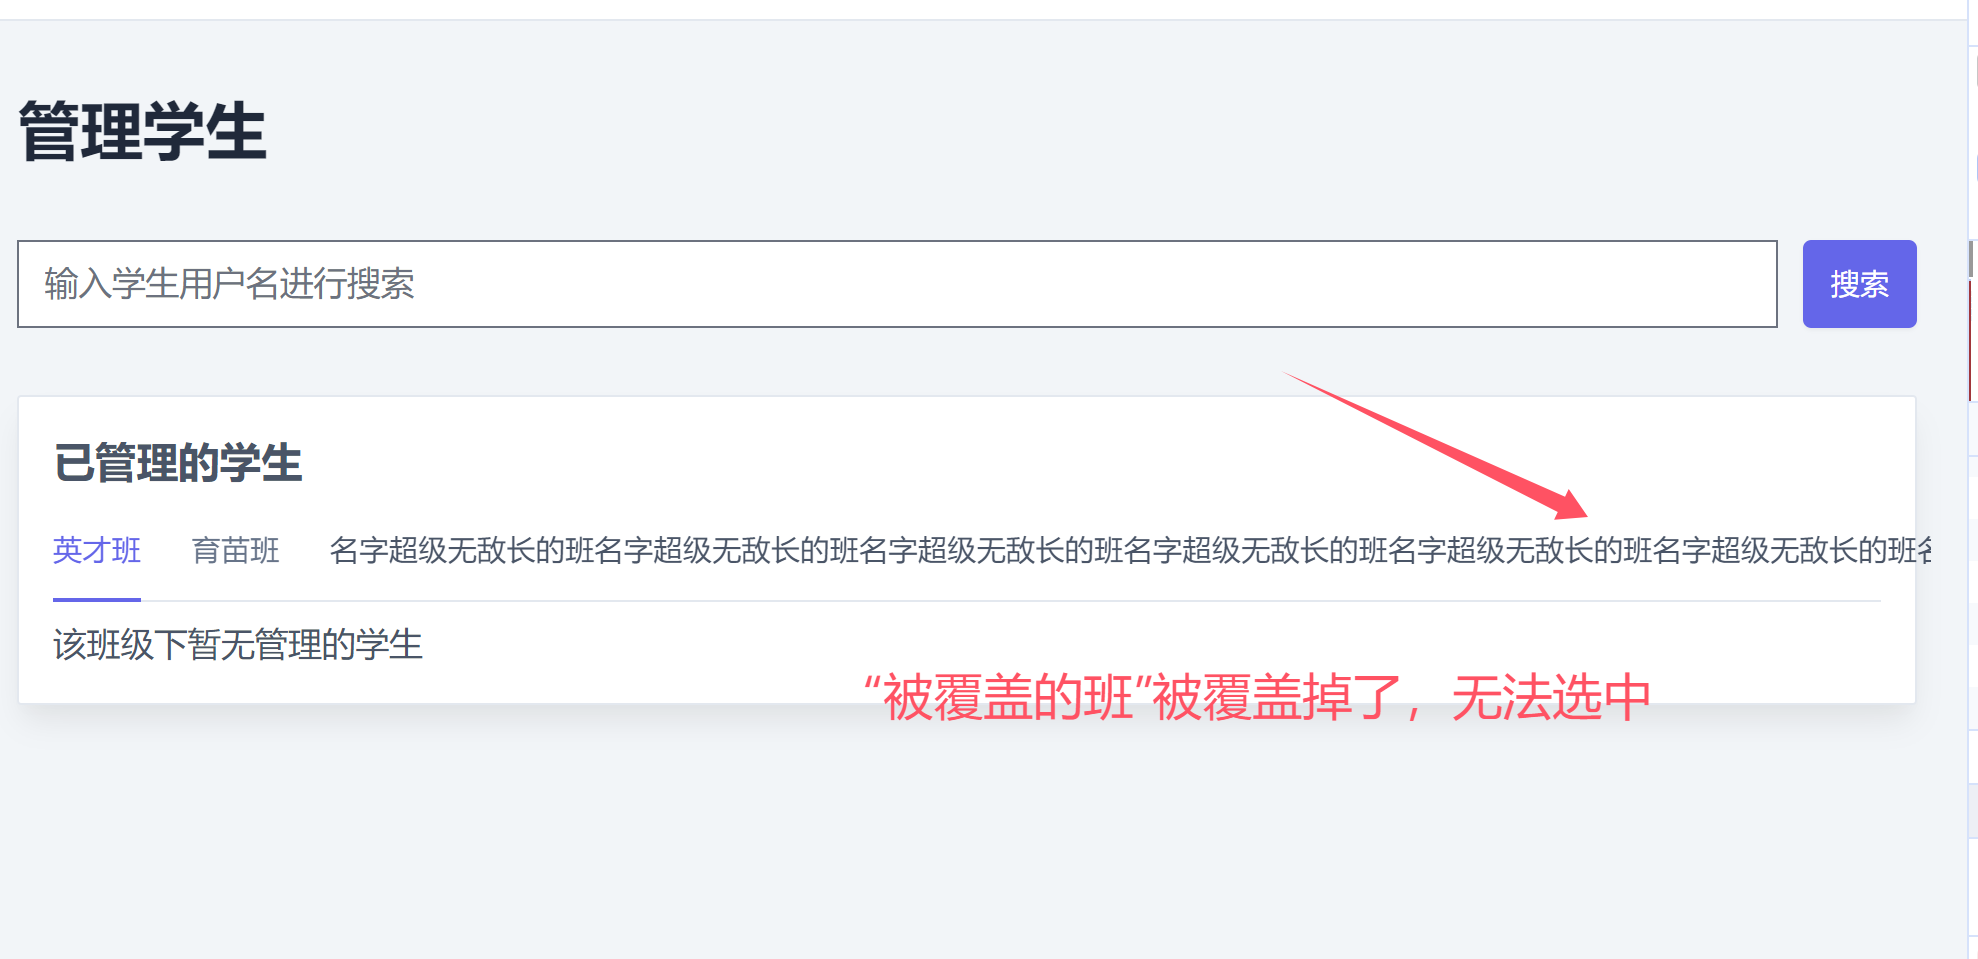 管理学生
输入学生用户名进行搜索
搜索
已管理的学生
英才班 育苗班 名字超级无敌长的班名字超级无敌长的班名字超级无敌长的班名字超级无敌长的班名字超级无敌长的班名字超级无敌长的班
该班级下暂无管理的学生
“被覆盖的班”被覆盖掉了，无法选中